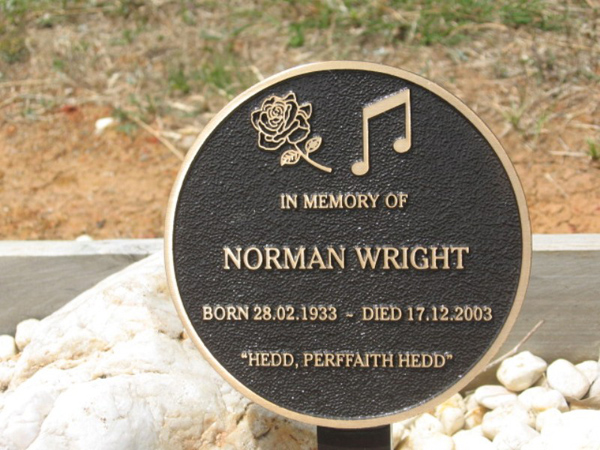 IN MEMORY OF
NORMAN WRIGHT
BORN 28.02.1933 - DIED 17.12.2003
"HEDD, PERFFAITH HEDD"